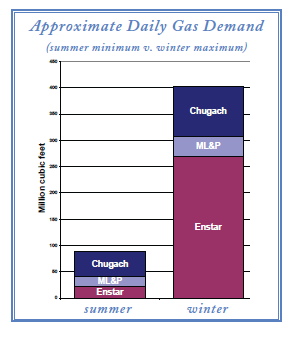 Approximate Daily Gas Demand
(summer minimum v. winter maximum)
Million cubic feet
450
400
350
300
250
200
150
100
50
0
Chugach
ML&P
Enstar
Chugach
ML&P
Enstar
summer
winter